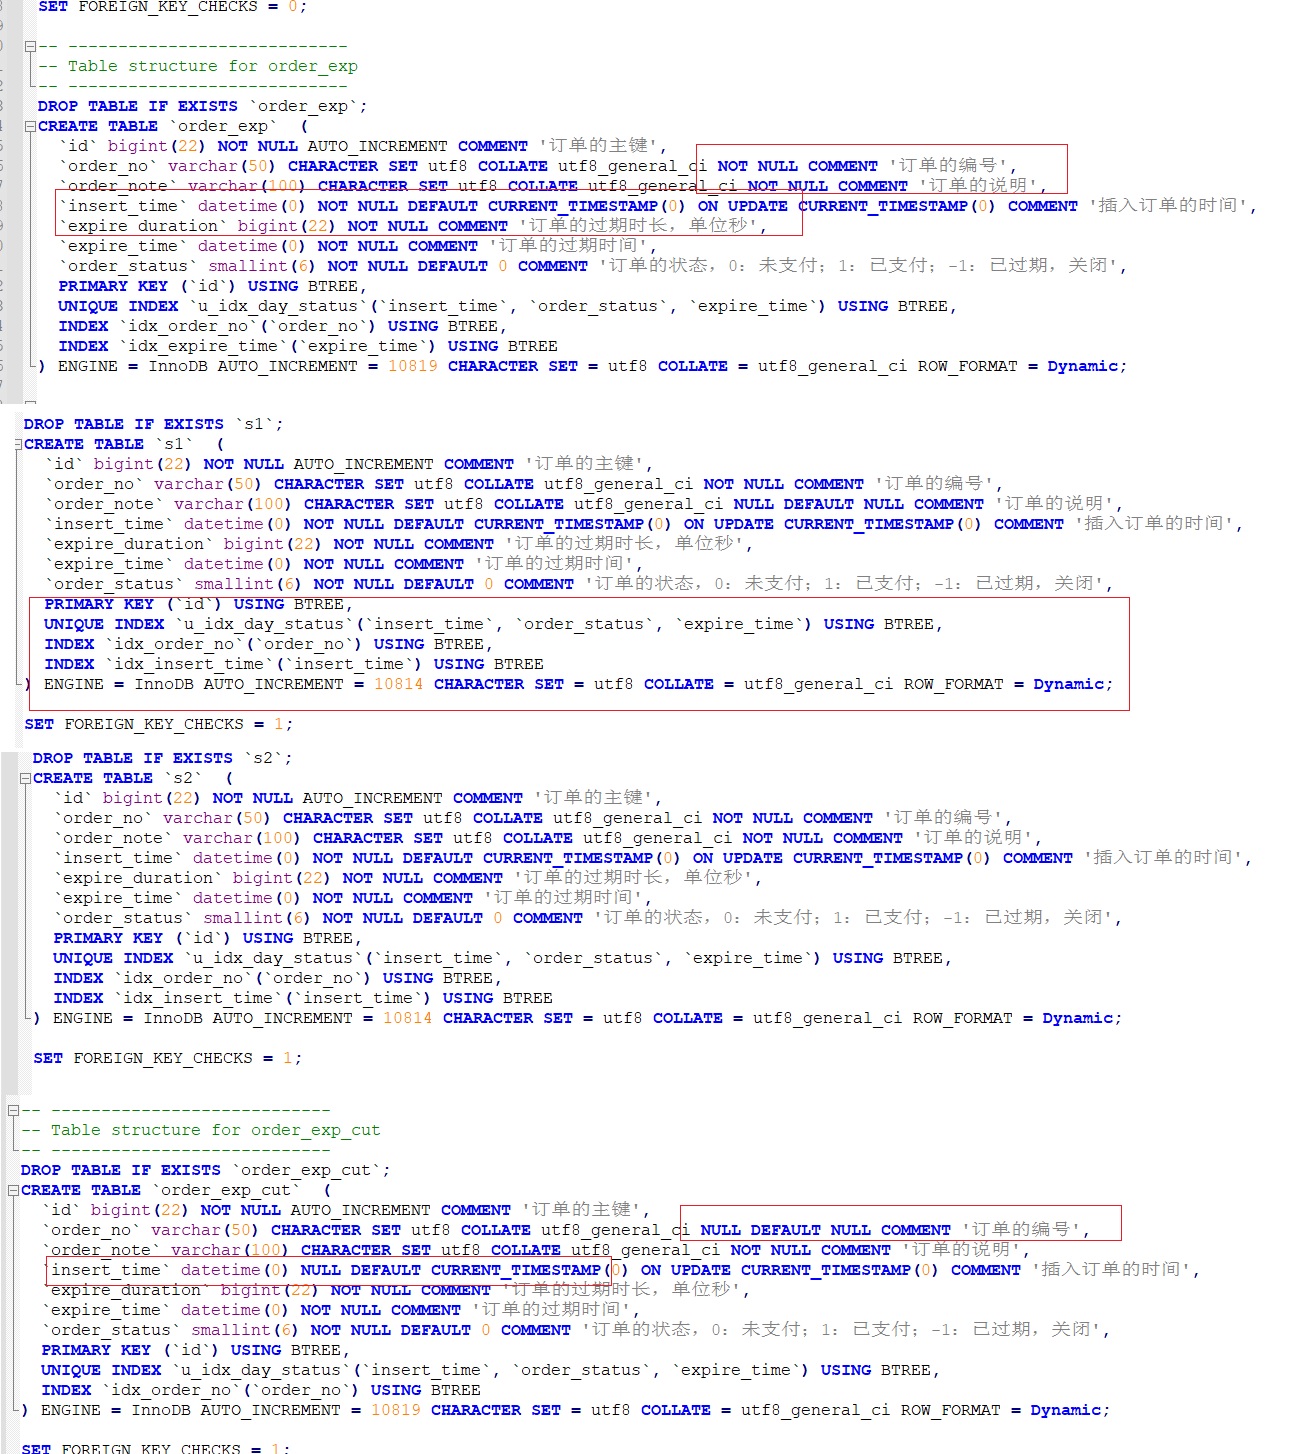 SET FOREIGN_KEY_CHECKS = 0;
-- ----------------------------
-- Table structure for order_exp
-- ----------------------------
DROP TABLE IF EXISTS `order_exp`;
CREATE TABLE `order_exp`  (
  `id` bigint(22) NOT NULL AUTO_INCREMENT COMMENT '订单的主键',
  `order_no` varchar(50) CHARACTER SET utf8 COLLATE utf8_general_ci NOT NULL COMMENT '订单的编号',
  `order_note` varchar(100) CHARACTER SET utf8 COLLATE utf8_general_ci NOT NULL COMMENT '订单的说明',
  `insert_time` datetime(0) NOT NULL DEFAULT CURRENT_TIMESTAMP(0) ON UPDATE CURRENT_TIMESTAMP(0) COMMENT '插入订单的时间',
  `expire_duration` bigint(22) NOT NULL COMMENT '订单的过期时长，单位秒',
  `expire_time` datetime(0) NOT NULL COMMENT '订单的过期时间',
  `order_status` smallint(6) NOT NULL DEFAULT 0 COMMENT '订单的状态，0：未支付；1：已支付；-1：已过期，关闭',
  PRIMARY KEY (`id`) USING BTREE,
  UNIQUE INDEX `u_idx_day_status`(`insert_time`, `order_status`, `expire_time`) USING BTREE,
  INDEX `idx_order_no`(`order_no`) USING BTREE,
  INDEX `idx_expire_time`(`expire_time`) USING BTREE
) ENGINE = InnoDB AUTO_INCREMENT = 10819 CHARACTER SET = utf8 COLLATE = utf8_general_ci ROW_FORMAT = Dynamic;
DROP TABLE IF EXISTS `s1`;
CREATE TABLE `s1`  (
  `id` bigint(22) NOT NULL AUTO_INCREMENT COMMENT '订单的主键',
  `order_no` varchar(50) CHARACTER SET utf8 COLLATE utf8_general_ci NOT NULL COMMENT '订单的编号',
  `order_note` varchar(100) CHARACTER SET utf8 COLLATE utf8_general_ci NULL DEFAULT NULL COMMENT '订单的说明',
  `insert_time` datetime(0) NOT NULL DEFAULT CURRENT_TIMESTAMP(0) ON UPDATE CURRENT_TIMESTAMP(0) COMMENT '插入订单的时间',
  `expire_duration` bigint(22) NOT NULL COMMENT '订单的过期时长，单位秒',
  `expire_time` datetime(0) NOT NULL COMMENT '订单的过期时间',
  `order_status` smallint(6) NOT NULL DEFAULT 0 COMMENT '订单的状态，0：未支付；1：已支付；-1：已过期，关闭',
  PRIMARY KEY (`id`) USING BTREE,
  UNIQUE INDEX `u_idx_day_status`(`insert_time`, `order_status`, `expire_time`) USING BTREE,
  INDEX `idx_order_no`(`order_no`) USING BTREE,
  INDEX `idx_insert_time`(`insert_time`) USING BTREE
) ENGINE = InnoDB AUTO_INCREMENT = 10814 CHARACTER SET = utf8 COLLATE = utf8_general_ci ROW_FORMAT = Dynamic;
SET FOREIGN_KEY_CHECKS = 1;
DROP TABLE IF EXISTS `s2`;
CREATE TABLE `s2`  (
  `id` bigint(22) NOT NULL AUTO_INCREMENT COMMENT '订单的主键',
  `order_no` varchar(50) CHARACTER SET utf8 COLLATE utf8_general_ci NOT NULL COMMENT '订单的编号',
  `order_note` varchar(100) CHARACTER SET utf8 COLLATE utf8_general_ci NOT NULL COMMENT '订单的说明',
  `insert_time` datetime(0) NOT NULL DEFAULT CURRENT_TIMESTAMP(0) ON UPDATE CURRENT_TIMESTAMP(0) COMMENT '插入订单的时间',
  `expire_duration` bigint(22) NOT NULL COMMENT '订单的过期时长，单位秒',
  `expire_time` datetime(0) NOT NULL COMMENT '订单的过期时间',
  `order_status` smallint(6) NOT NULL DEFAULT 0 COMMENT '订单的状态，0：未支付；1：已支付；-1：已过期，关闭',
  PRIMARY KEY (`id`) USING BTREE,
  UNIQUE INDEX `u_idx_day_status`(`insert_time`, `order_status`, `expire_time`) USING BTREE,
  INDEX `idx_order_no`(`order_no`) USING BTREE,
  INDEX `idx_insert_time`(`insert_time`) USING BTREE
) ENGINE = InnoDB AUTO_INCREMENT = 10814 CHARACTER SET = utf8 COLLATE = utf8_general_ci ROW_FORMAT = Dynamic;
SET FOREIGN_KEY_CHECKS = 1;
-- ----------------------------
-- Table structure for order_exp_cut
-- ----------------------------
DROP TABLE IF EXISTS `order_exp_cut`;
CREATE TABLE `order_exp_cut`  (
  `id` bigint(22) NOT NULL AUTO_INCREMENT COMMENT '订单的主键',
  `order_no` varchar(50) CHARACTER SET utf8 COLLATE utf8_general_ci NULL DEFAULT NULL COMMENT '订单的编号',
  `order_note` varchar(100) CHARACTER SET utf8 COLLATE utf8_general_ci NOT NULL COMMENT '订单的说明',
  `insert_time` datetime(0) NULL DEFAULT CURRENT_TIMESTAMP(0) ON UPDATE CURRENT_TIMESTAMP(0) COMMENT '插入订单的时间',
  `expire_duration` bigint(22) NOT NULL COMMENT '订单的过期时长，单位秒',
  `expire_time` datetime(0) NOT NULL COMMENT '订单的过期时间',
  `order_status` smallint(6) NOT NULL DEFAULT 0 COMMENT '订单的状态，0：未支付；1：已支付；-1：已过期，关闭',
  PRIMARY KEY (`id`) USING BTREE,
  UNIQUE INDEX `u_idx_day_status`(`insert_time`, `order_status`, `expire_time`) USING BTREE,
  INDEX `idx_order_no`(`order_no`) USING BTREE
) ENGINE = InnoDB AUTO_INCREMENT = 10819 CHARACTER SET = utf8 COLLATE = utf8_general_ci ROW_FORMAT = Dynamic;
SET FOREIGN_KEY_CHECKS = 1;